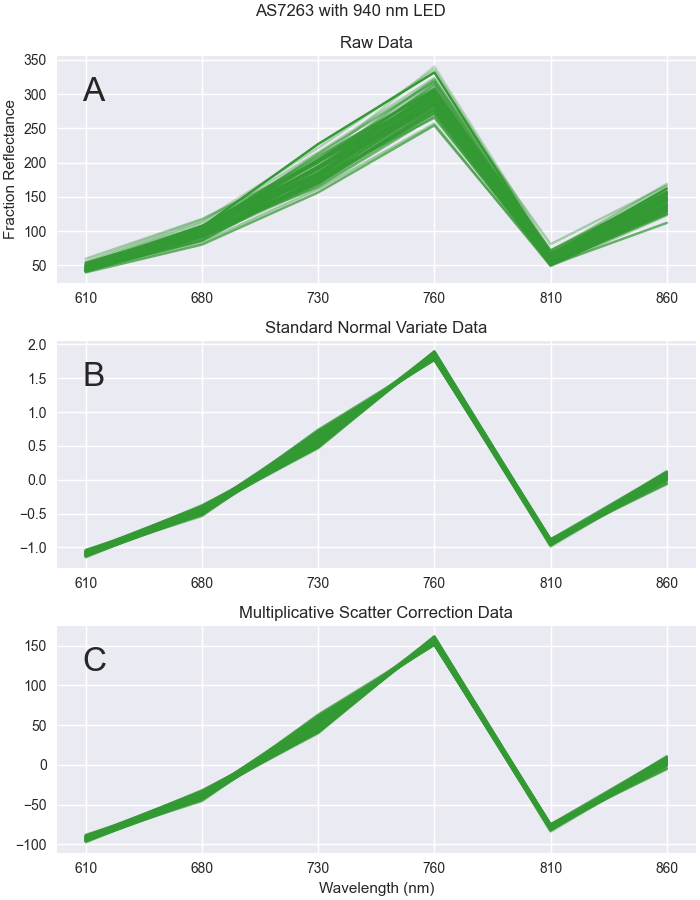 AS7263 with 940 nm LED
Raw Data
A
Fraction Reflectance
350
300
250
200
150
100
50
610 680 730 760 810 860
Standard Normal Variate Data
B
2.0
1.5
1.0
0.5
0.0
−0.5
−1.0
610 680 730 760 810 860
Multiplicative Scatter Correction Data
C
150
100
50
0
−50
−100
610 680 730 760 810 860
Wavelength (nm)